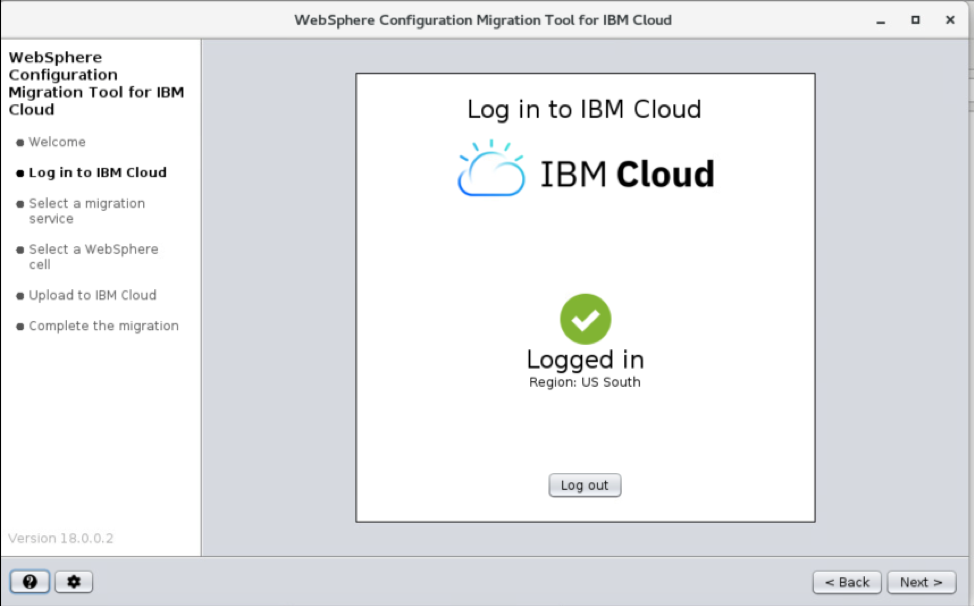 WebSphere Configuration Migration Tool for IBM Cloud
WebSphere
Configuration
Migration Tool for IBM
Cloud
Welcome
Log in to IBM Cloud
Select a migration
service
Select a WebSphere
cell
Upload to IBM Cloud
Complete the migration
Version 18.0.0.2
Log in to IBM Cloud
IBM Cloud
Logged in
Region: US South
Log out
?
< Back
Next >